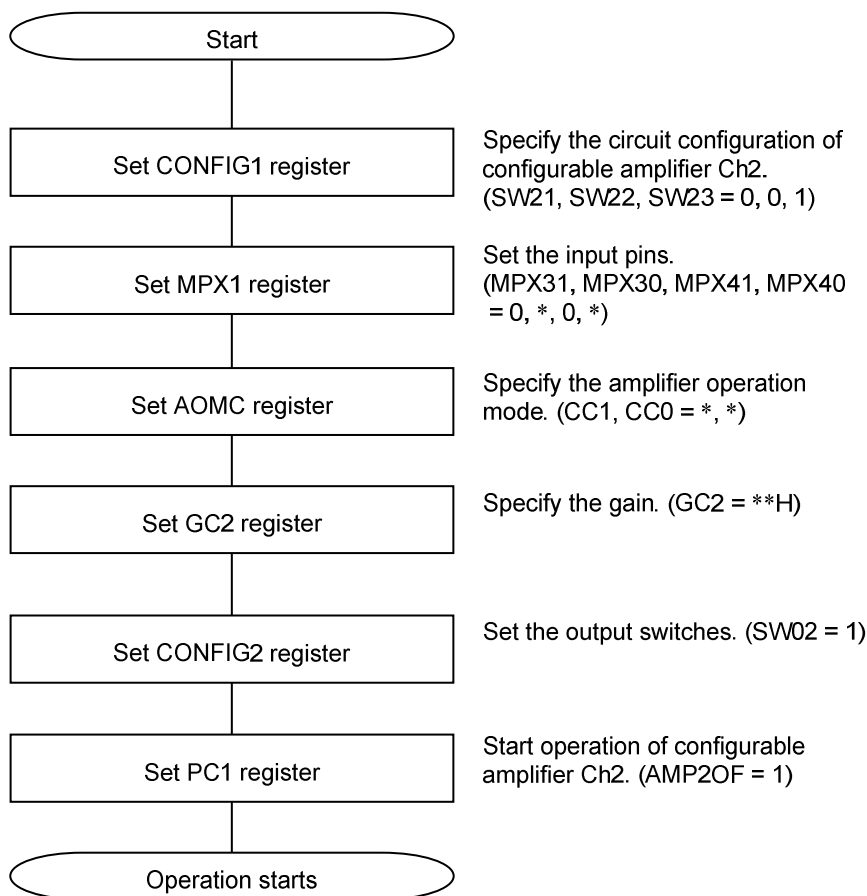 Start
Set CONFIG1 register
Specify the circuit configuration of
configurable amplifier Ch2.
(SW21, SW22, SW23 = 0, 0, 1)
Set MPX1 register
Set the input pins.
(MPX31, MPX30, MPX41, MPX40
= 0, *, 0, *)
Set AOMC register
Specify the amplifier operation
mode. (CC1, CC0 = *, *)
Set GC2 register
Specify the gain. (GC2 = **H)
Set CONFIG2 register
Set the output switches. (SW02 = 1)
Set PC1 register
Start operation of configurable
amplifier Ch2. (AMP2OF = 1)
Operation starts